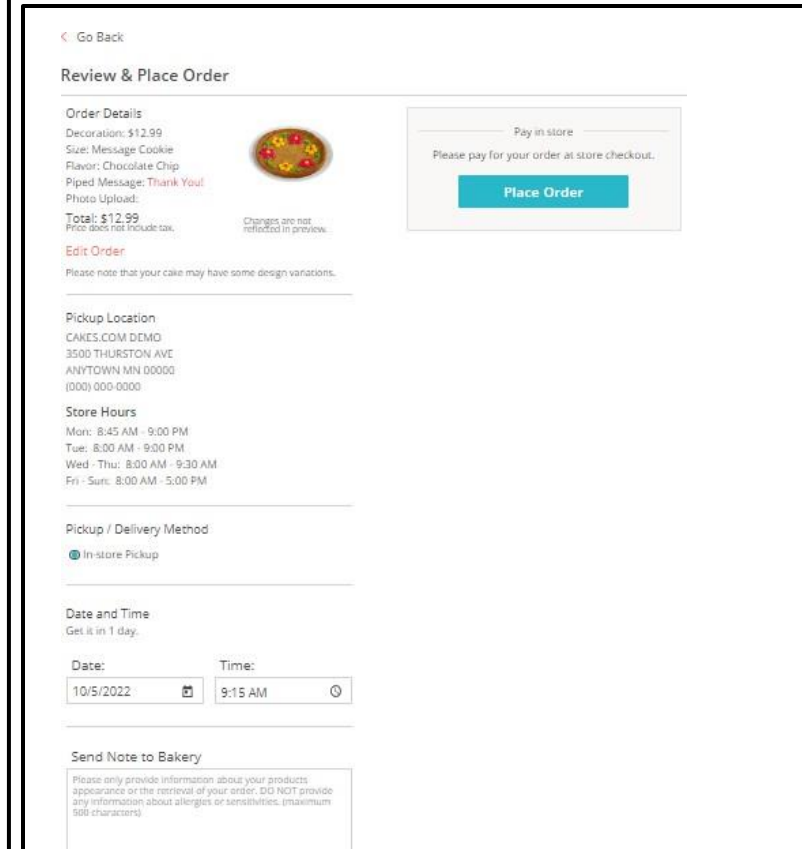 Go Back
Review & Place Order
Order Details
Decoration: $12.99
Size: Message Cookie
Flavor: Chocolate Chip
Piped Message: Thank You!
Photo Upload:
Total: $12.99
Price does not include tax.
Changes are not
reflected in preview.
Edit Order
Please note that your cake may have some design variations.
Pay in store
Please pay for your order at store checkout.
Place Order
Pickup Location
CAKES.COM DEMO
3500 THURSTON AVE
ANYTOWN MN 00000
(000) 000-0000
Store Hours
Mon: 8:45 AM - 9:00 PM
Tue: 8:00 AM - 9:00 PM
Wed - Thu: 8:00 AM - 9:30 AM
Fri - Sun: 8:00 AM - 5:00 PM
Pickup / Delivery Method
In-store Pickup
Date and Time
Get it in 1 day.
Date:
Time:
10/5/2022
9:15 AM
Send Note to Bakery
Please only provide information about your products
appearance or the retrieval of your order. DO NOT provide
any information about allergies or sensitivities. (maximum
500 characters)